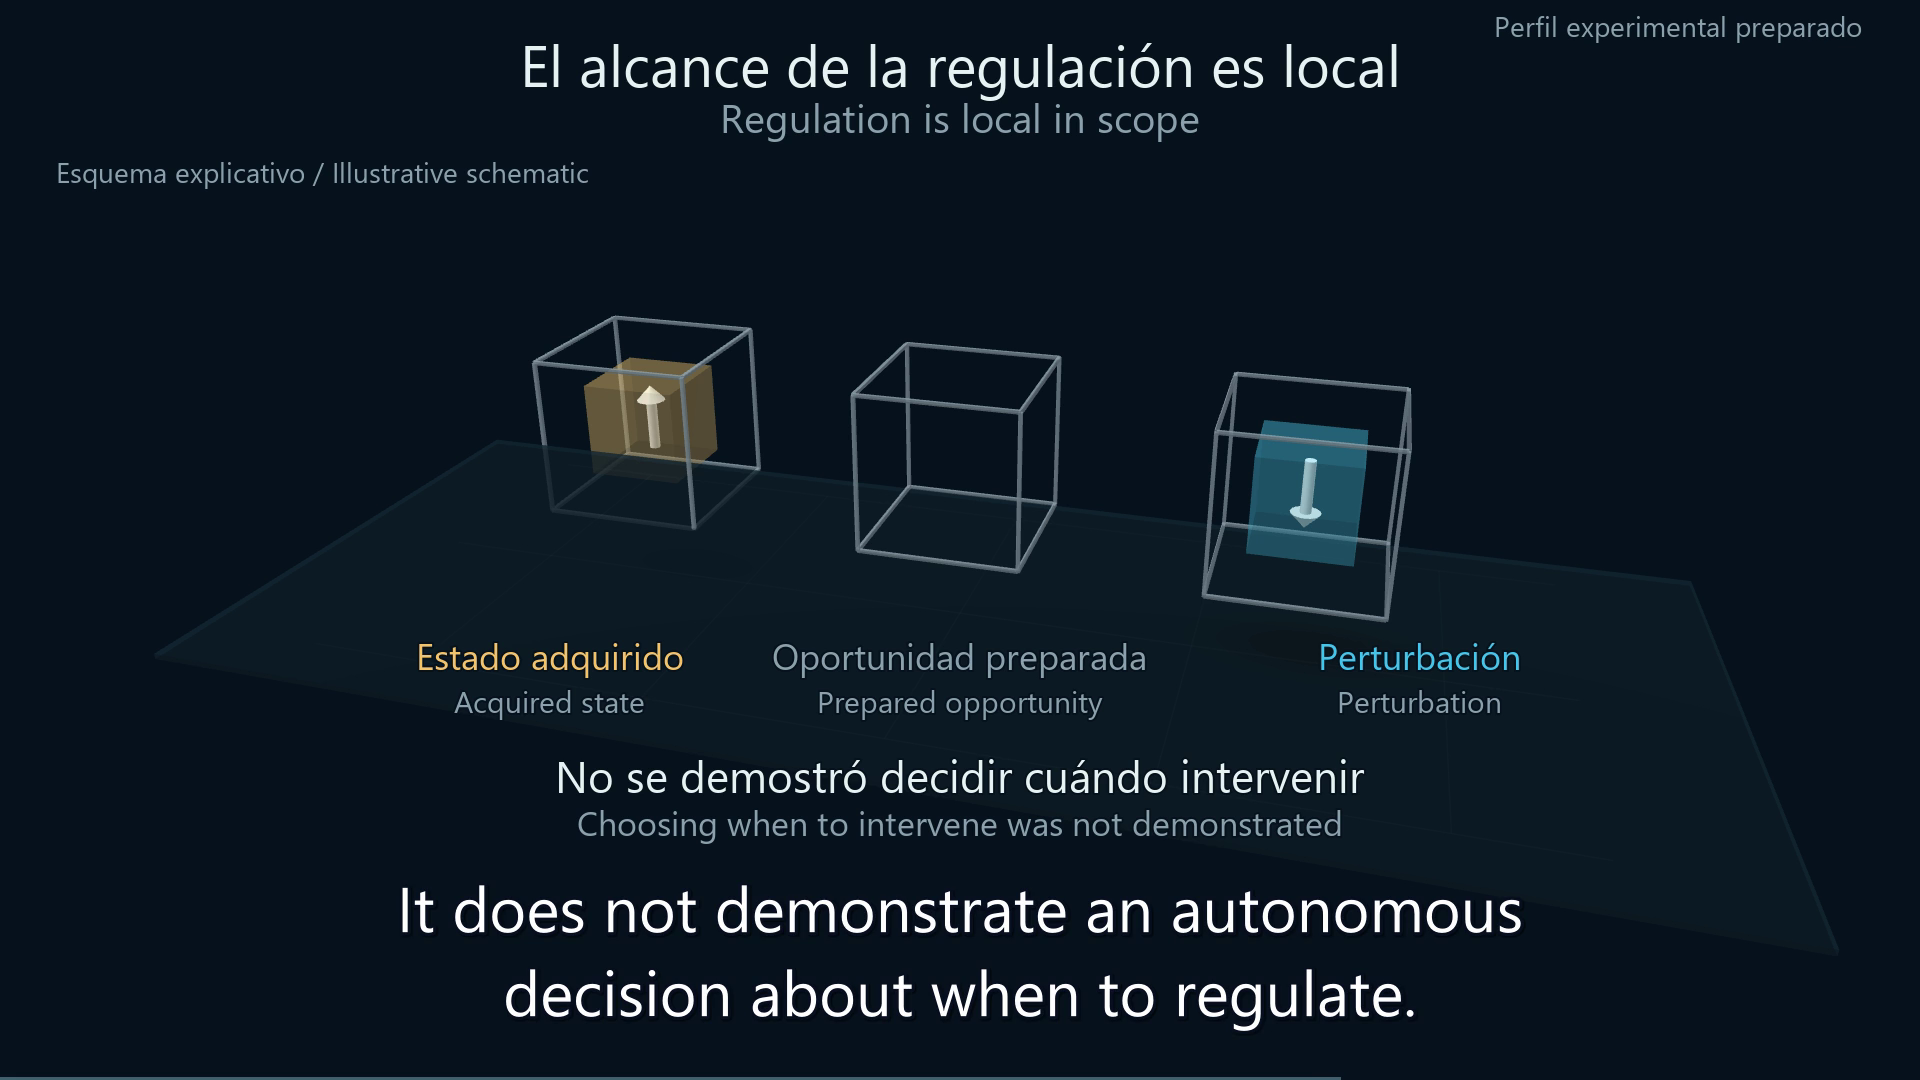 Perfil experimental preparado
El alcance de la regulación es local
Regulation is local in scope
Esquema explicativo / Illustrative schematic
Estado adquirido
Acquired state
Oportunidad preparada
Prepared opportunity
Perturbación
Perturbation
No se demostró decidir cuándo intervenir
Choosing when to intervene was not demonstrated
It does not demonstrate an autonomous
decision about when to regulate.